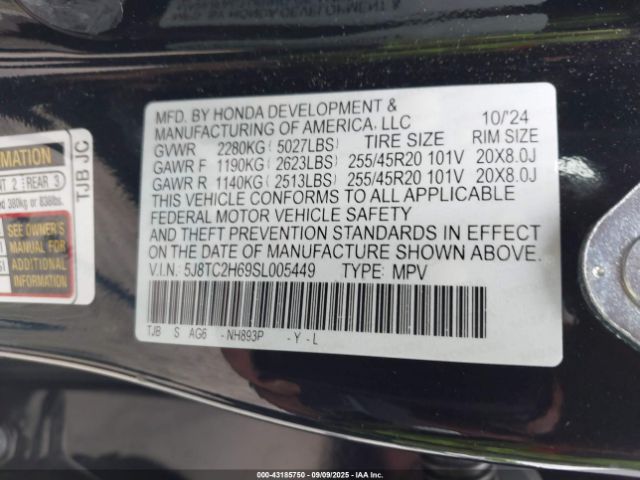 MFD. BY HONDA DEVELOPMENT &
MANUFACTURING OF AMERICA, LLC 10/'24
GVWR 2280KG( 5027LBS) TIRE SIZE RIM SIZE
GAWR F 1190KG( 2623LBS) 255/45R20 101V 20X8.0J
GAWR R 1140KG( 2513LBS) 255/45R20 101V 20X8.0J
THIS VEHICLE CONFORMS TO ALL APPLICABLE
FEDERAL MOTOR VEHICLE SAFETY
AND THEFT PREVENTION STANDARDS IN EFFECT
ON THE DATE OF MANUFACTURE SHOWN ABOVE.
V.I.N.: 5J8TC2H69SL005449 TYPE: MPV
TJB S AG6 -NH893P -Y-L
2 REAR 3
380kg or 838lbs.
SEE OWNER'S
MANUAL FOR
ADDITIONAL
INFORMATION
TJB JC
000-43185750 - 09/09/2025 - IAA Inc.